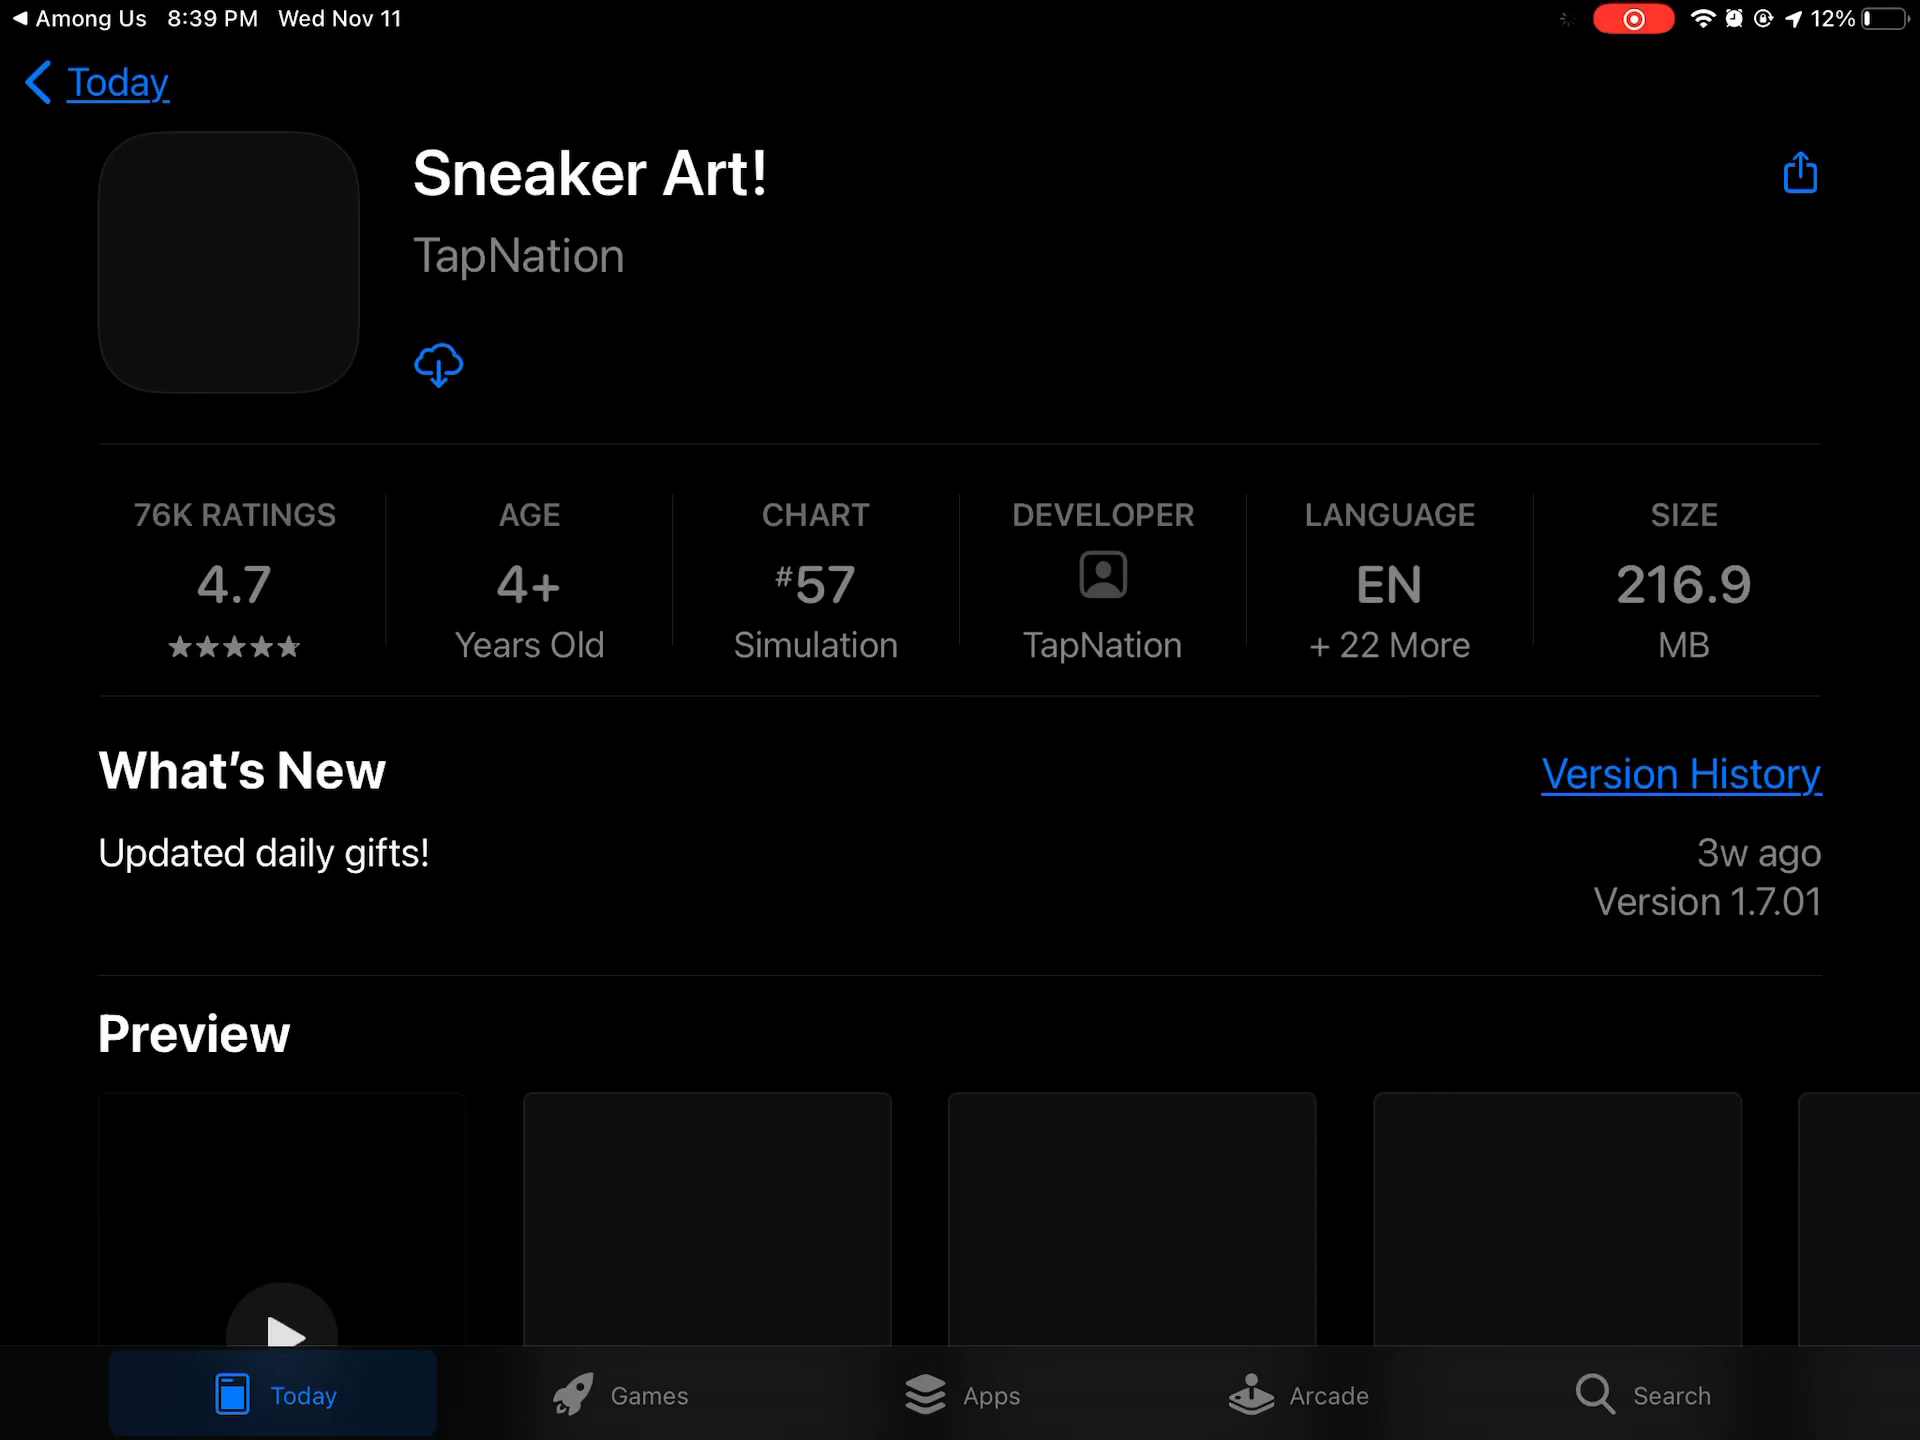 Among Us 8:39 PM Wed Nov 11 12%
Today
Sneaker Art!
TapNation
76K RATINGS AGE CHART DEVELOPER LANGUAGE SIZE
4.7 4+ #57 EN 216.9
Years Old Simulation TapNation + 22 More MB
What's New Version History
Updated daily gifts! 3w ago
Version 1.7.01
Preview
Today Games Apps Arcade Search